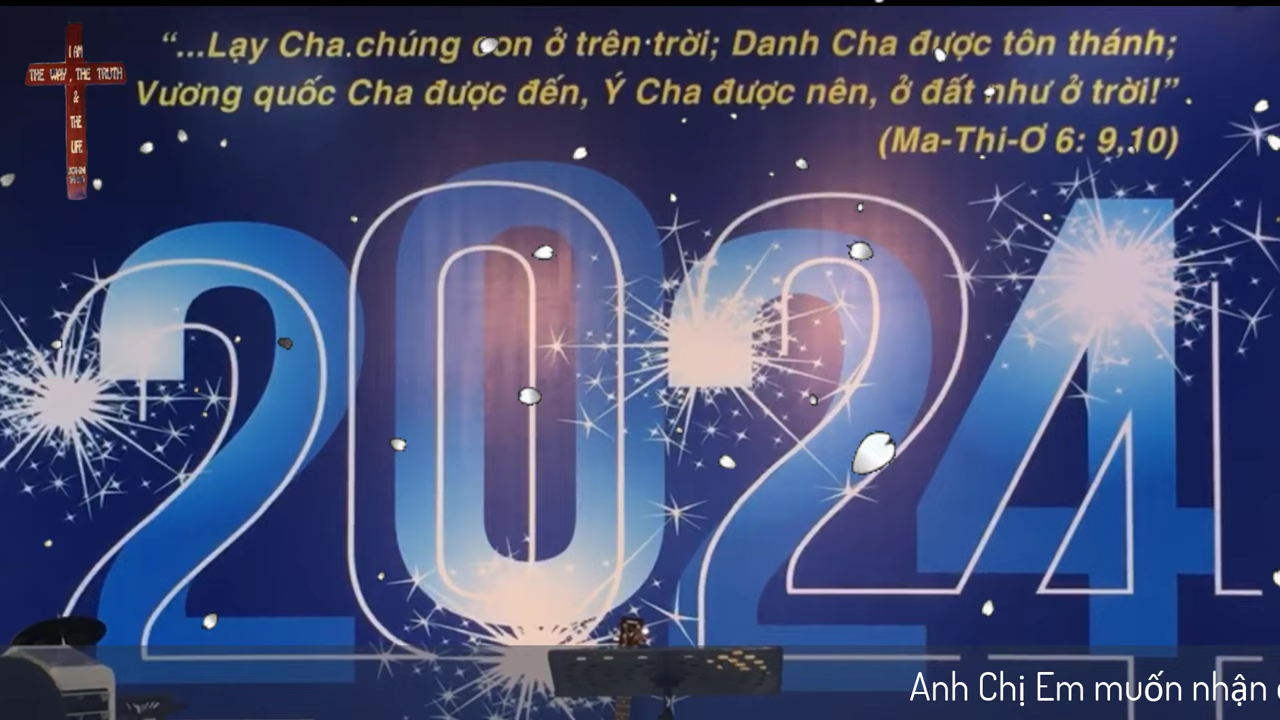 “...Lạy Cha chúng con ở trên trời; Danh Cha được tôn thánh;
Vương quốc Cha được đến, Ý Cha được nên, ở đất như ở trời!”.
(Ma-Thi-Ơ 6: 9,10)
I AM
THE WAY, THE TRUTH
&
THE
LIFE
2024
Anh Chị Em muốn nhận